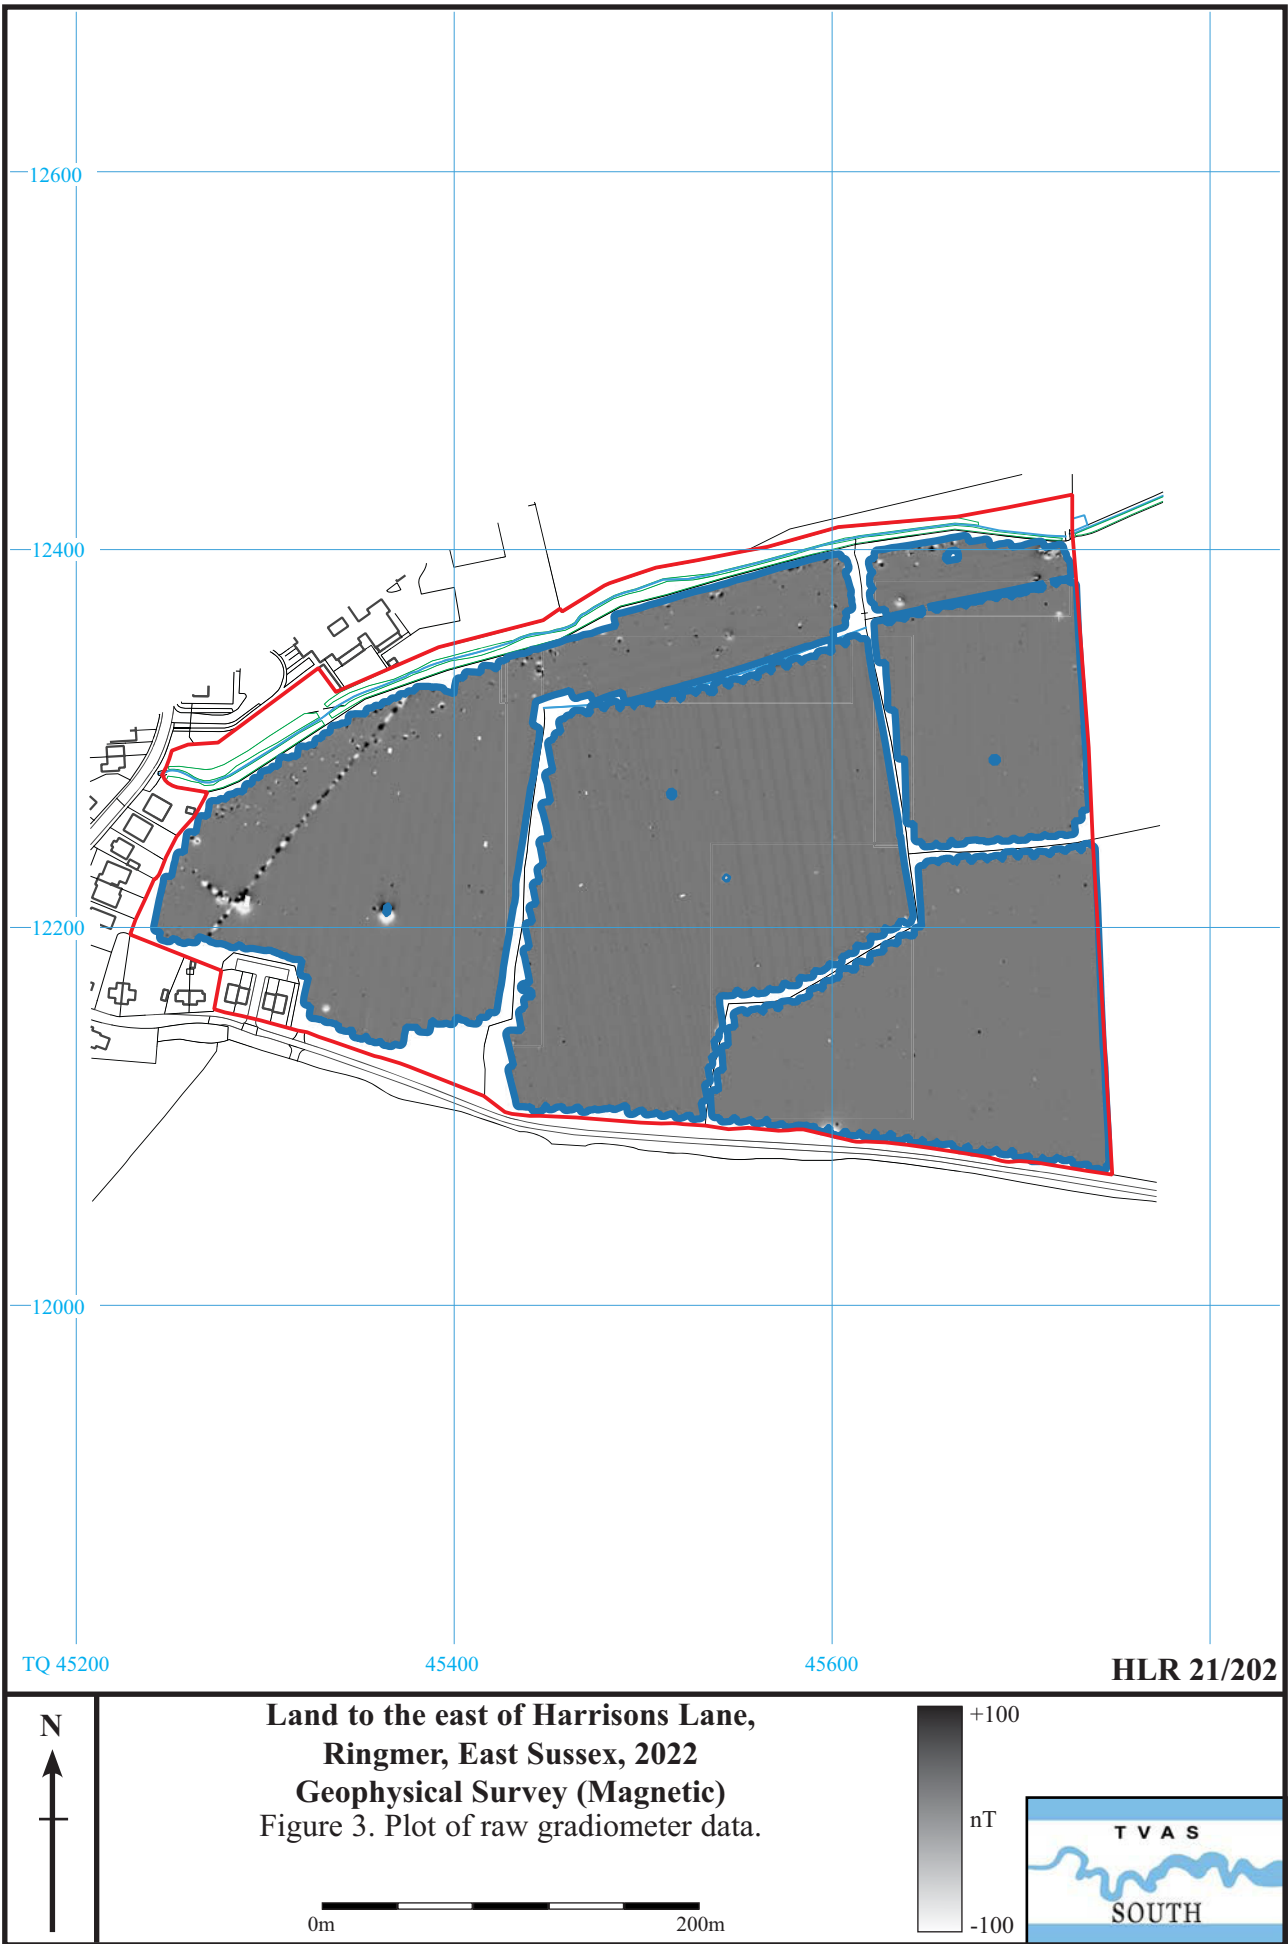 12600
12400
12200
12000
TQ 45200
45400
45600
HLR 21/202
N
Land to the east of Harrisons Lane,
Ringmer, East Sussex, 2022
Geophysical Survey (Magnetic)
Figure 3. Plot of raw gradiometer data.
0m
200m
+100
nT
-100
T V A S
SOUTH